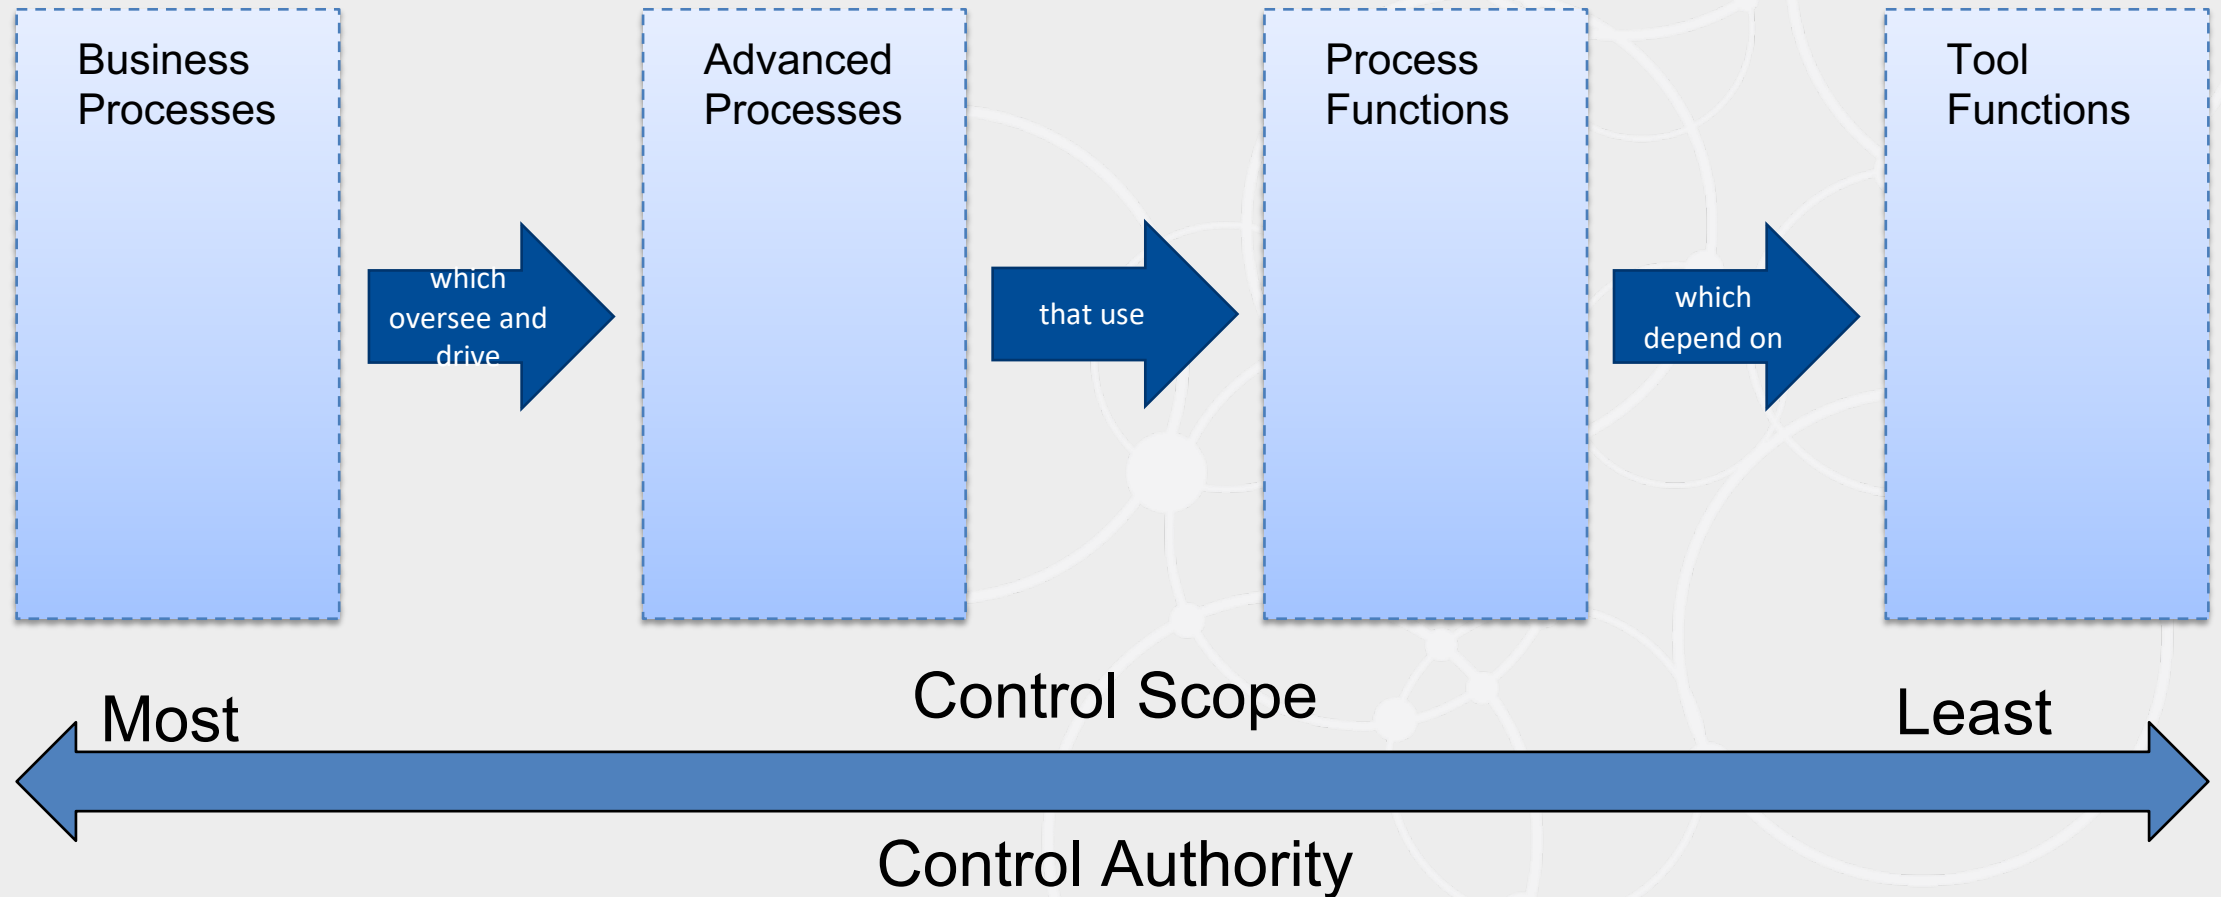 Business
Processes
which
oversee and
drive
Advanced
Processes
that use
Process
Functions
which
depend on
Tool
Functions
Control Scope
Most
Least
Control Authority